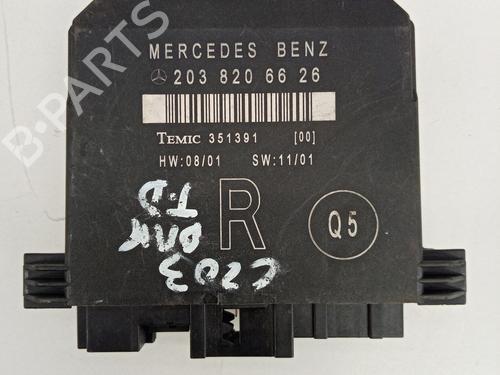 MERCEDES BENZ
203 820 66 26
TEMIC 351391 [00]
HW:08/01 SW:11/01
R
Q5
C203
T-D
B-PARTS